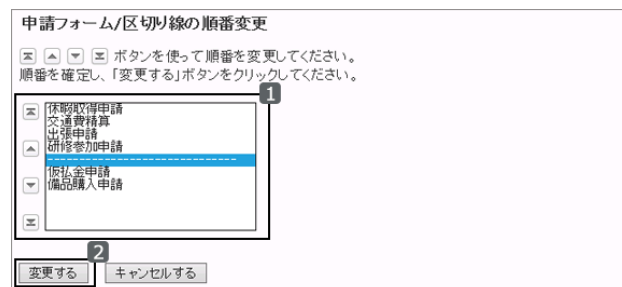 申請フォーム/区切り線の順番変更
ボタンを使って順番を変更してください。
順番を確定し、「変更する」ボタンをクリックしてください。
1
休暇取得申請
交通費精算
出張申請
研修参加申請
------------------------------
仮払金申請
備品購入申請
2
変更する キャンセルする